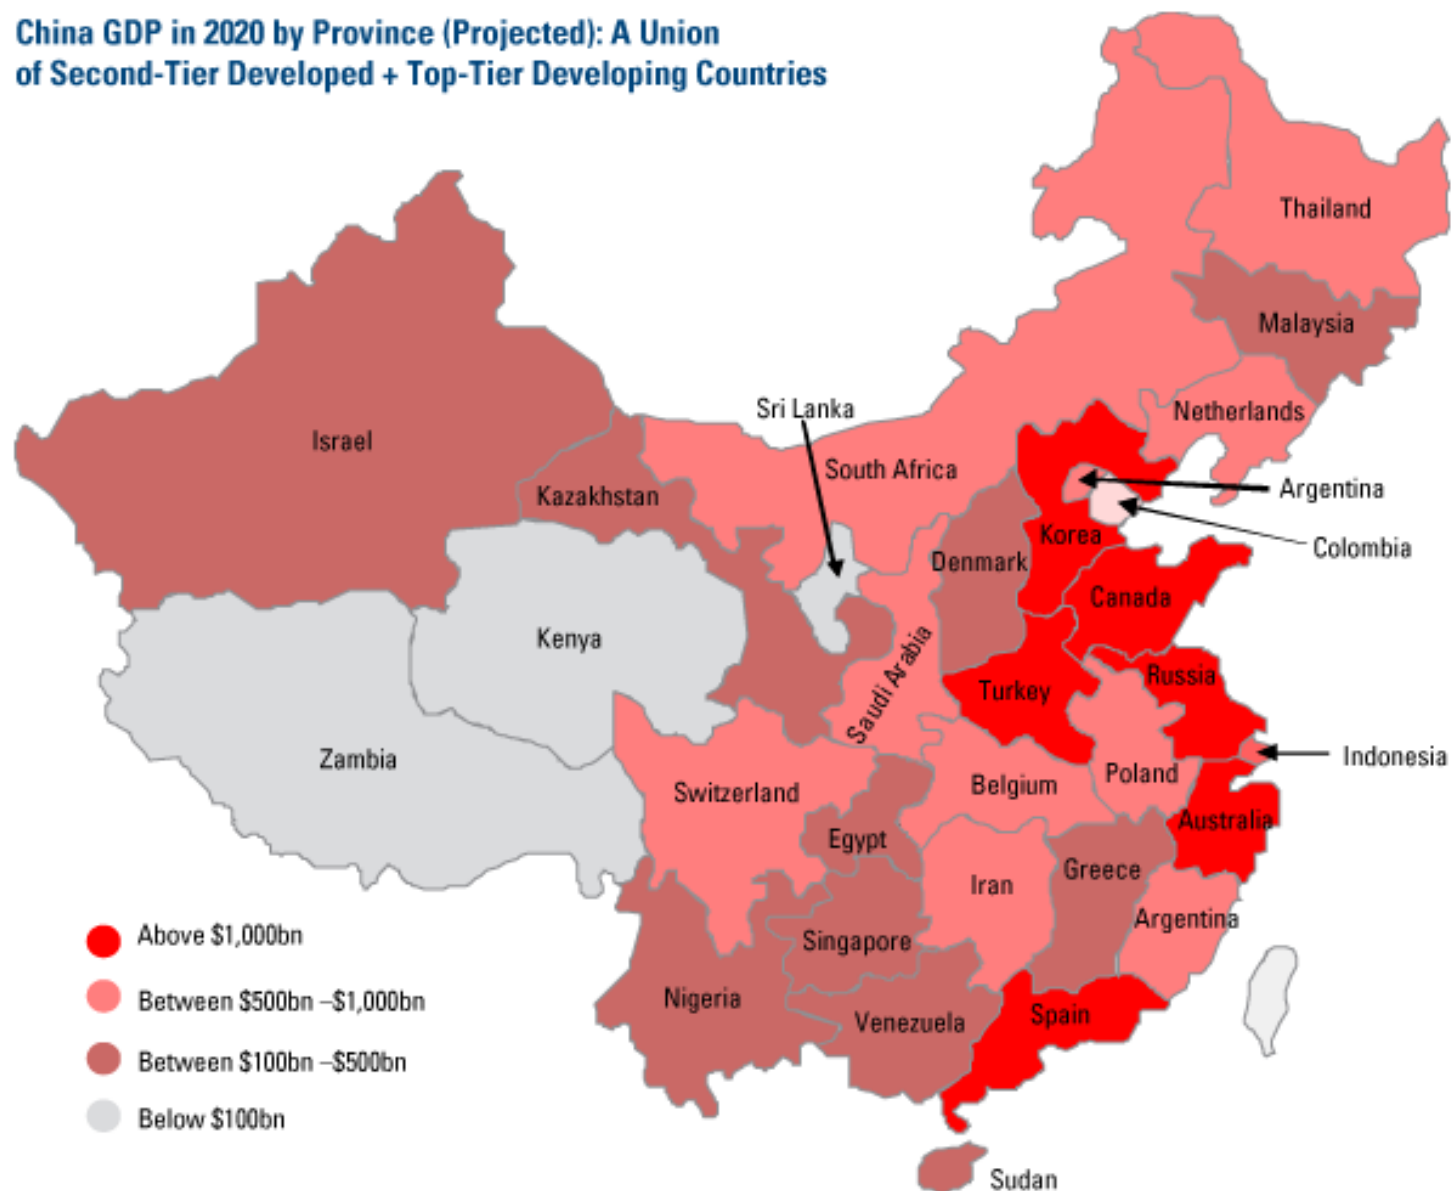 China GDP in 2020 by Province (Projected): A Union
of Second-Tier Developed + Top-Tier Developing Countries
Thailand
Malaysia
Sri Lanka
Netherlands
Israel
South Africa
Kazakhstan
Argentina
Korea
Colombia
Denmark
Canada
Kenya
Saudi Arabia
Russia
Turkey
Zambia
Indonesia
Poland
Belgium
Switzerland
Australia
Egypt
Greece
Iran
Argentina
Singapore
Nigeria
Spain
Venezuela
Sudan
Above $1,000bn
Between $500bn –$1,000bn
Between $100bn –$500bn
Below $100bn